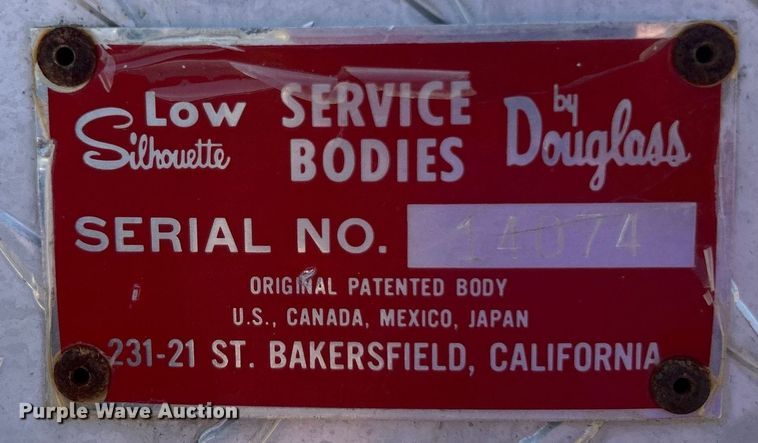 Low Silhouette SERVICE BODIES by Douglass
SERIAL NO. 14074
ORIGINAL PATENTED BODY
U.S., CANADA, MEXICO, JAPAN
231-21 ST. BAKERSFIELD, CALIFORNIA
Purple Wave Auction